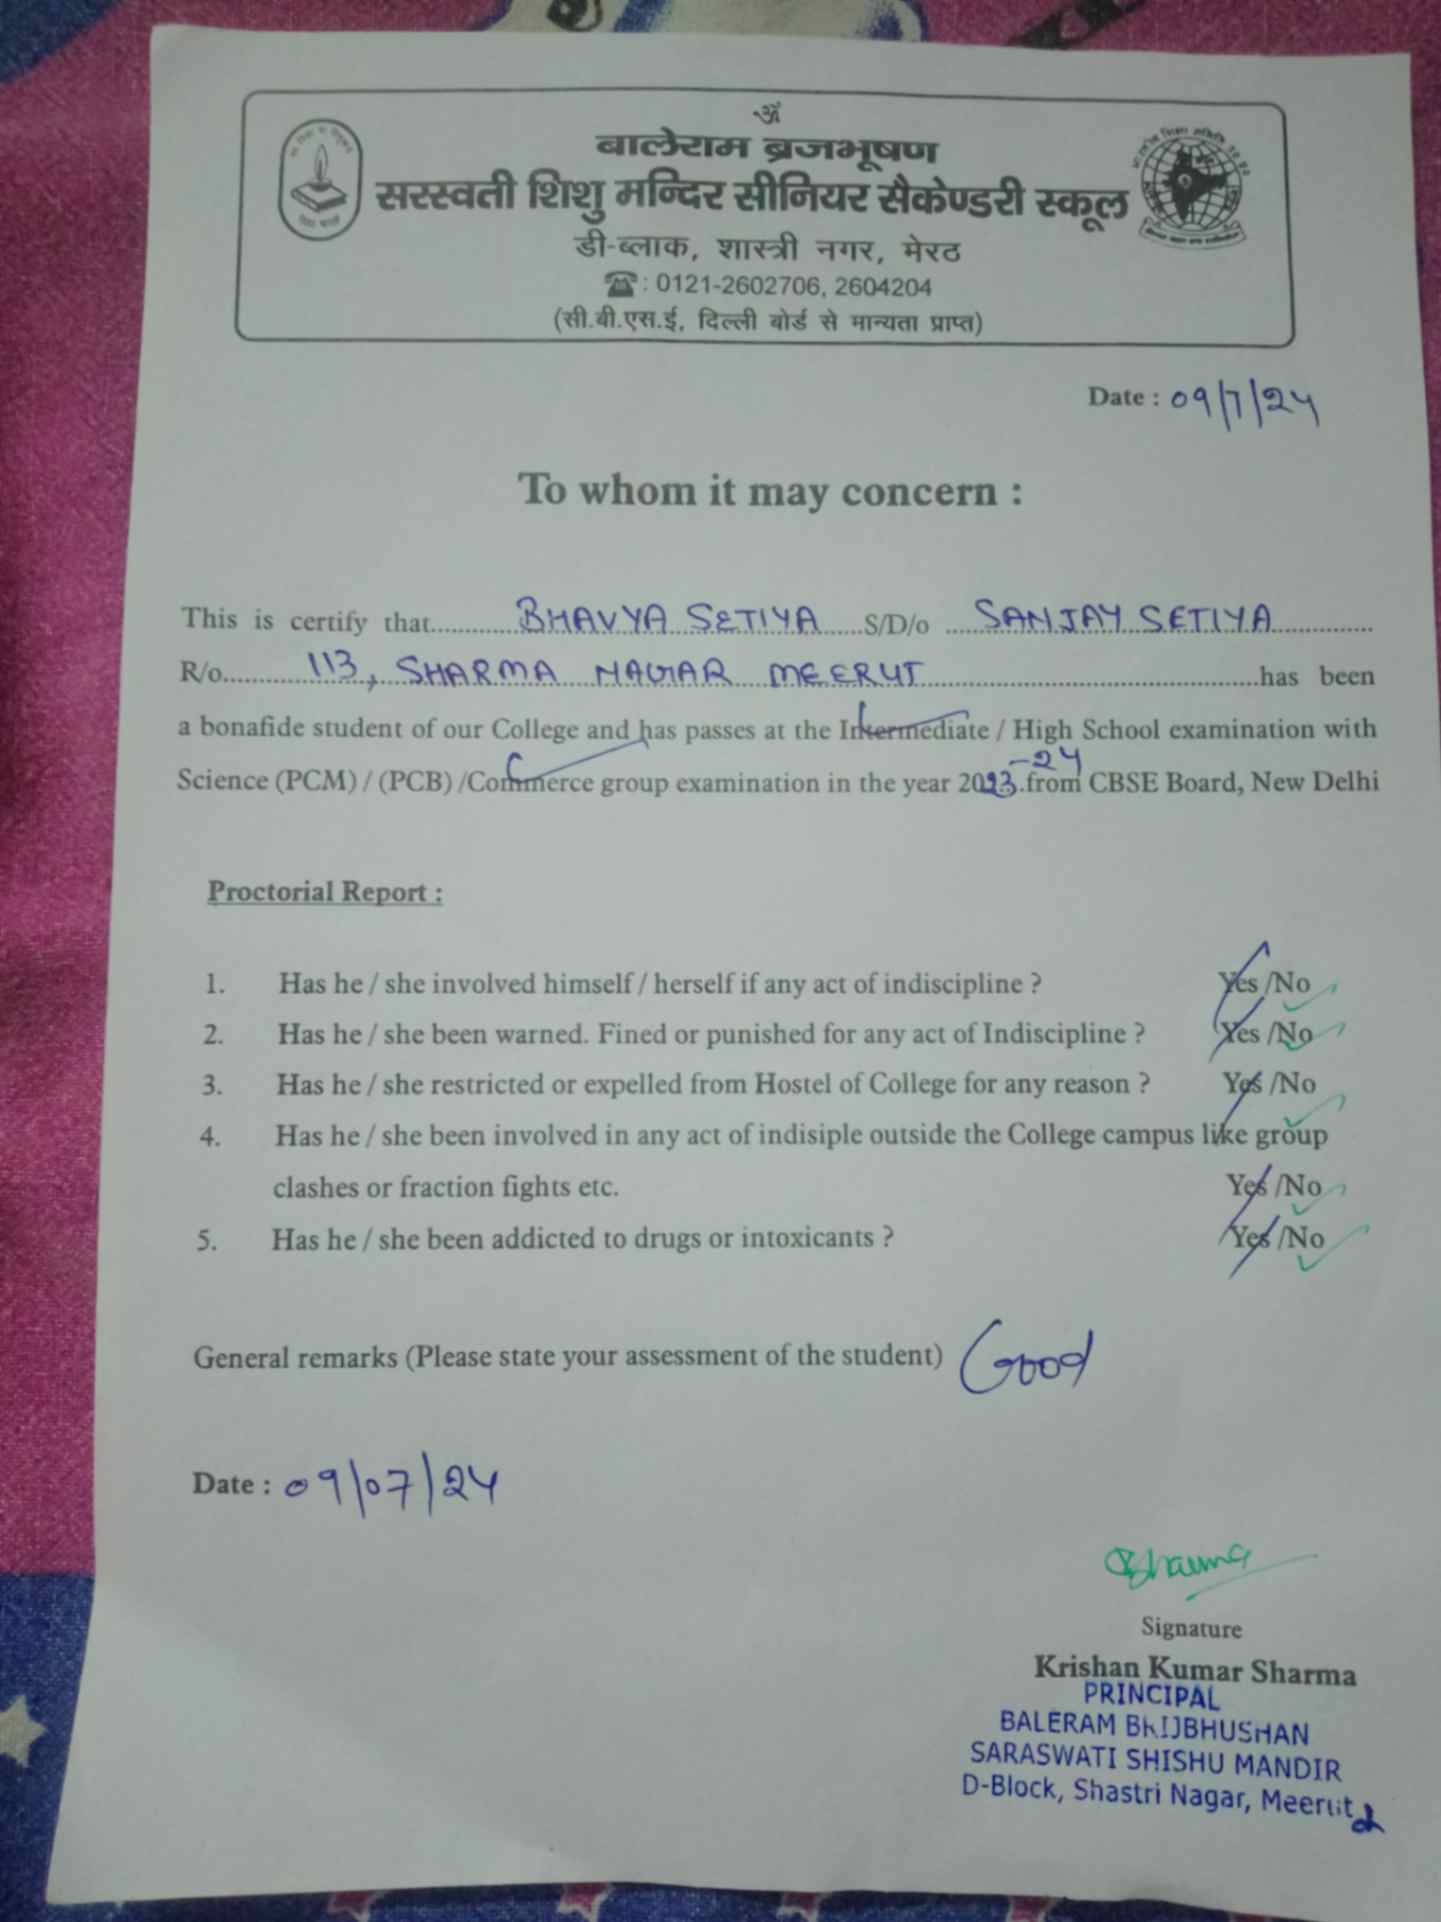 ॐ
बालेराम ब्रजभूषण
सरस्वती शिशु मन्दिर सीनियर सैकेण्डरी स्कूल
डी-ब्लाक, शास्त्री नगर, मेरठ
☎ : 0121-2602706, 2604204
(सी.बी.एस.ई, दिल्ली बोर्ड से मान्यता प्राप्त)
Date : 09/7/24
To whom it may concern :
This is certify that............BHAVYA SETIYA....S/D/o ....SANJAY SETIYA............
R/o..........113, SHARMA NAGAR MEERUT..............................has been
a bonafide student of our College and has passes at the Intermediate / High School examination with
Science (PCM) / (PCB) /Commerce group examination in the year 2023-24.from CBSE Board, New Delhi
Proctorial Report :
1. Has he / she involved himself / herself if any act of indiscipline ? Yes /No
2. Has he / she been warned. Fined or punished for any act of Indiscipline ? Yes /No
3. Has he / she restricted or expelled from Hostel of College for any reason ? Yes /No
4. Has he / she been involved in any act of indisiple outside the College campus like group
clashes or fraction fights etc. Yes /No
5. Has he / she been addicted to drugs or intoxicants ? Yes /No
General remarks (Please state your assessment of the student) Good
Date : 09/07/24
Sharma
Signature
Krishan Kumar Sharma
PRINCIPAL
BALERAM BRIJBHUSHAN
SARASWATI SHISHU MANDIR
D-Block, Shastri Nagar, Meerut